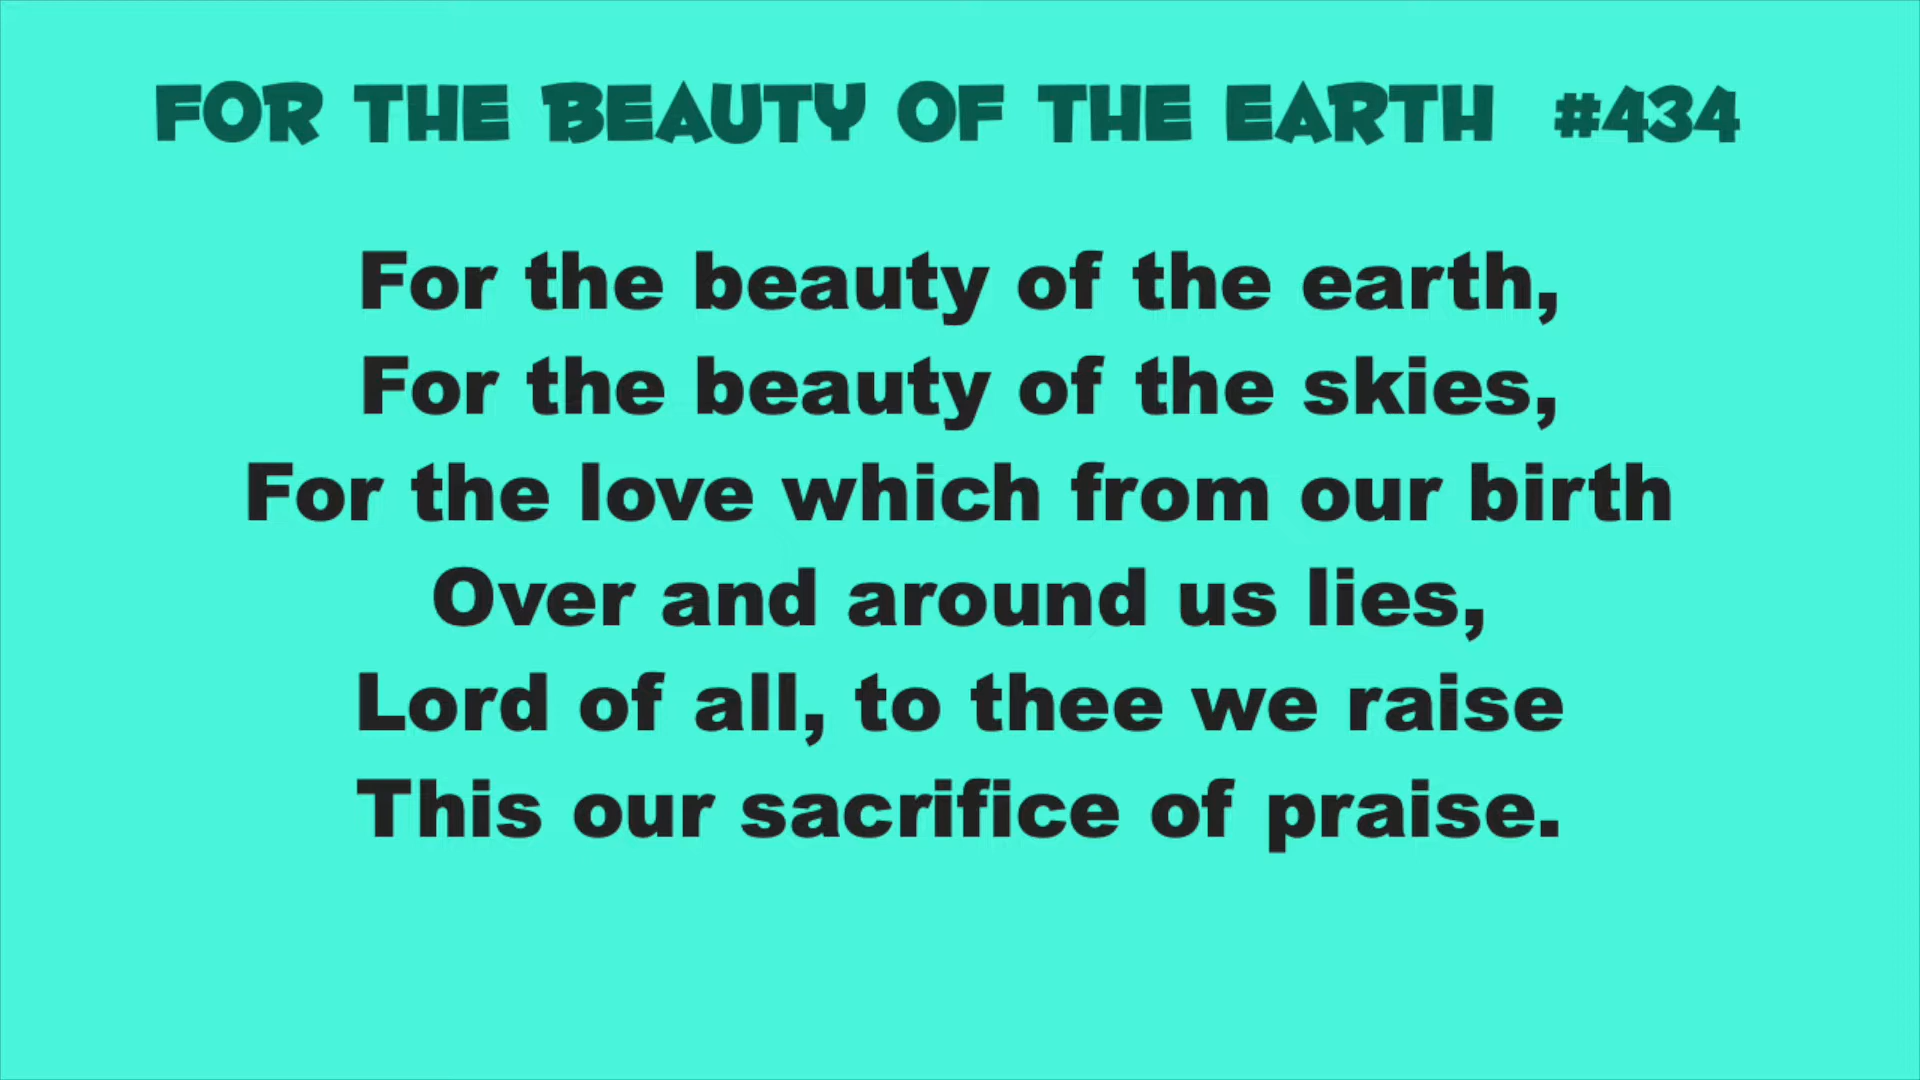 FOR THE BEAUTY OF THE EARTH #434
For the beauty of the earth,
For the beauty of the skies,
For the love which from our birth
Over and around us lies,
Lord of all, to thee we raise
This our sacrifice of praise.